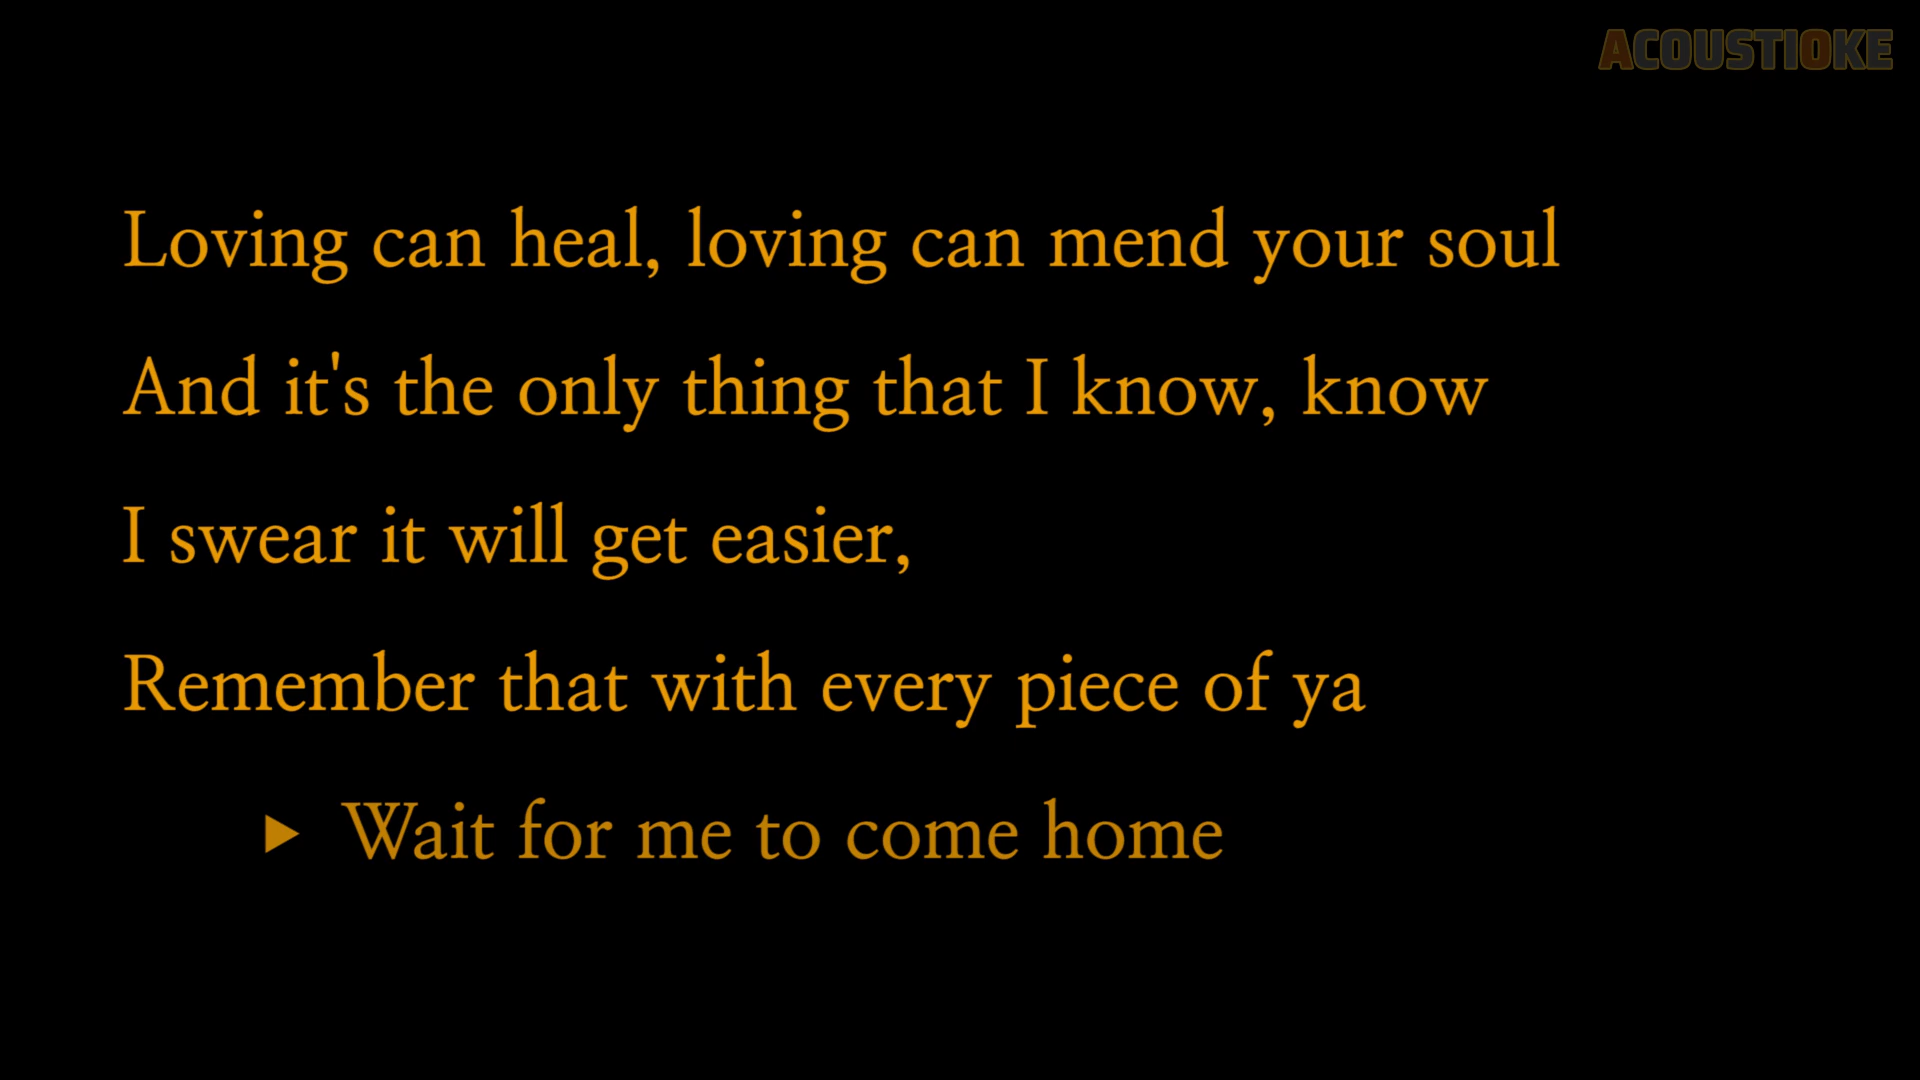 ACOUSTIOKE
Loving can heal, loving can mend your soul
And it's the only thing that I know, know
I swear it will get easier,
Remember that with every piece of ya
► Wait for me to come home